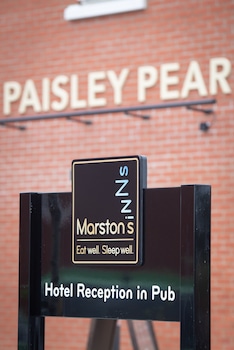 PAISLEY PEAR
Marston's iNNs
Eat well. Sleep well.
Hotel Reception in Pub